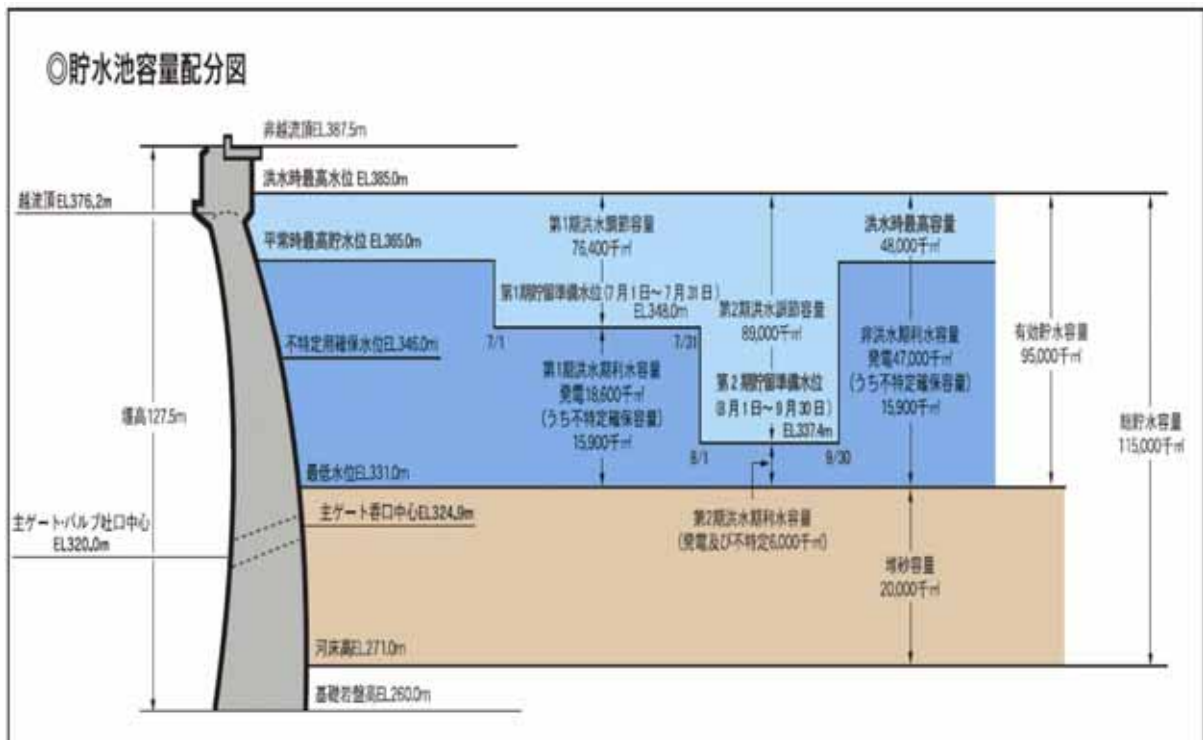 ◎貯水池容量配分図
非越流頂EL387.5m
洪水時最高水位 EL385.0m
越流頂EL376.2m
平常時最高貯水位 EL365.0m
第1期洪水調節容量
76,400千㎥
洪水時最高容量
48,000千㎥
第1期貯留準備水位(7月1日～7月31日)
EL348.0m
7/1
7/31
第2期洪水調節容量
89,000千㎥
不特定用確保水位EL346.0m
第1期洪水期利水容量
発電18,600千㎥
(うち不特定確保容量)
15,900千㎥
第2期貯留準備水位
(8月1日～9月30日)
EL337.4m
8/1
9/30
非洪水期利水容量
発電47,000千㎥
(うち不特定確保容量)
15,900千㎥
有効貯水容量
95,000千㎥
総貯水容量
115,000千㎥
堤高127.5m
最低水位EL331.0m
主ゲート呑口中心EL324.9m
主ゲート・バルブ吐口中心
EL320.0m
第2期洪水期利水容量
(発電及び不特定6,000千㎥)
堆砂容量
20,000千㎥
河床高EL271.0m
基礎岩盤高EL260.0m